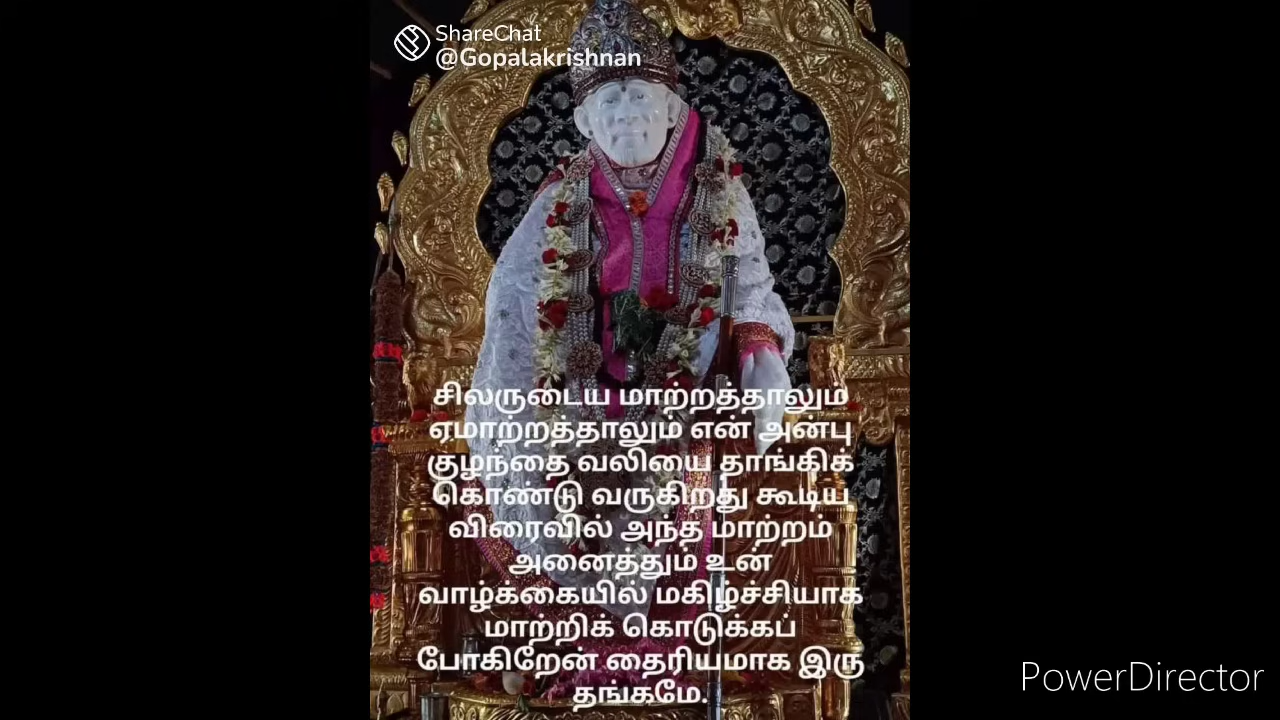 ShareChat
@Gopalakrishnan
சிலருடைய மாற்றத்தாலும்
ஏமாற்றத்தாலும் என் அன்பு
குழந்தை வலியை தாங்கிக்
கொண்டு வருகிறது கூடிய
விரைவில் அந்த மாற்றம்
அனைத்தும் உன்
வாழ்க்கையில் மகிழ்ச்சியாக
மாற்றிக் கொடுக்கப்
போகிறேன் தைரியமாக இரு
தங்கமே.
PowerDirector